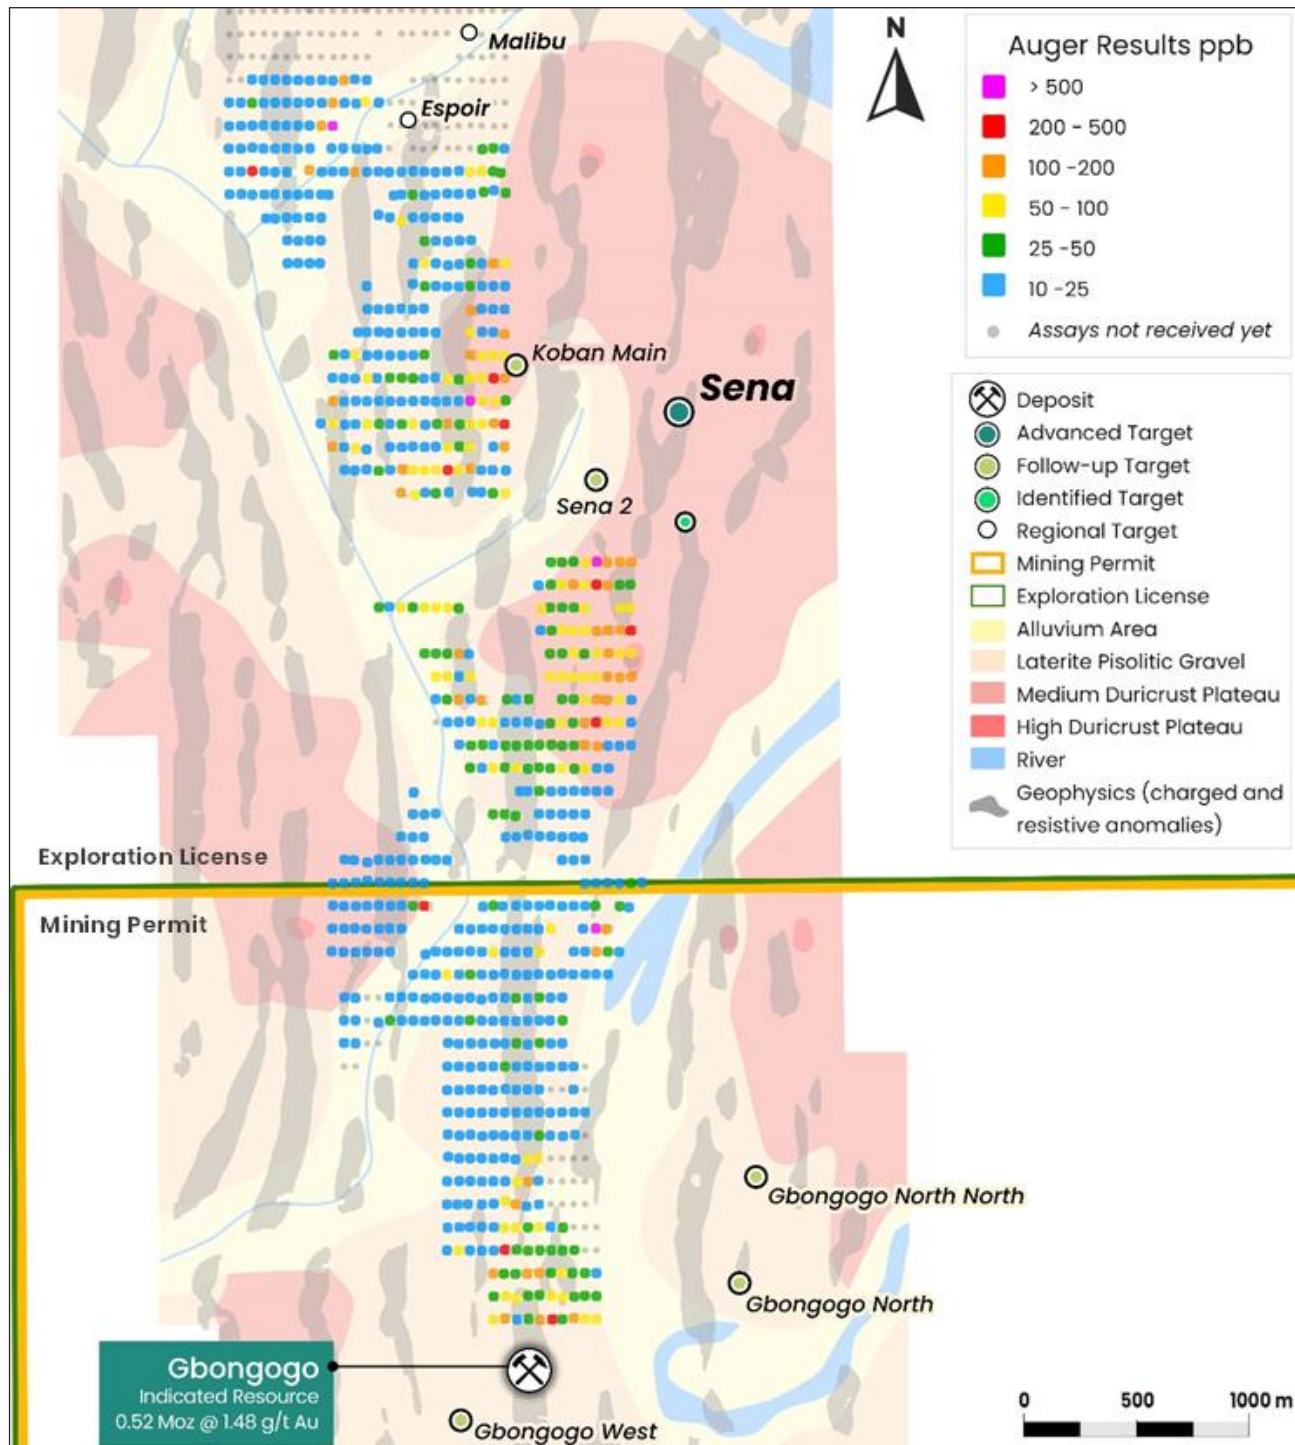 Malibu
Espoir
Koban Main
Sena
Sena 2
N
Auger Results ppb
> 500
200 - 500
100 -200
50 - 100
25 -50
10 -25
Assays not received yet
Deposit
Advanced Target
Follow-up Target
Identified Target
Regional Target
Mining Permit
Exploration License
Alluvium Area
Laterite Pisolitic Gravel
Medium Duricrust Plateau
High Duricrust Plateau
River
Geophysics (charged and
resistive anomalies)
Exploration License
Mining Permit
Gbongogo North North
Gbongogo North
Gbongogo
Indicated Resource
0.52 Moz @ 1.48 g/t Au
Gbongogo West
0 500 1000 m